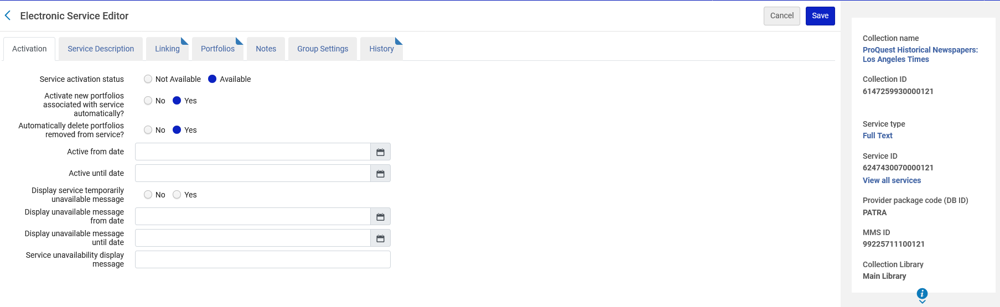 Electronic Service Editor
Cancel
Save
Activation
Service Description
Linking
Portfolios
Notes
Group Settings
History
Service activation status
Not Available
Available
Activate new portfolios
associated with service
automatically?
No
Yes
Automatically delete portfolios
removed from service?
No
Yes
Active from date
Active until date
Display service temporarily
unavailable message
No
Yes
Display unavailable message
from date
Display unavailable message
until date
Service unavailability display
message
Collection name
ProQuest Historical Newspapers:
Los Angeles Times
Collection ID
6147259930000121
Service type
Full Text
Service ID
6247430070000121
View all services
Provider package code (DB ID)
PATRA
MMS ID
99225711100121
Collection Library
Main Library
i